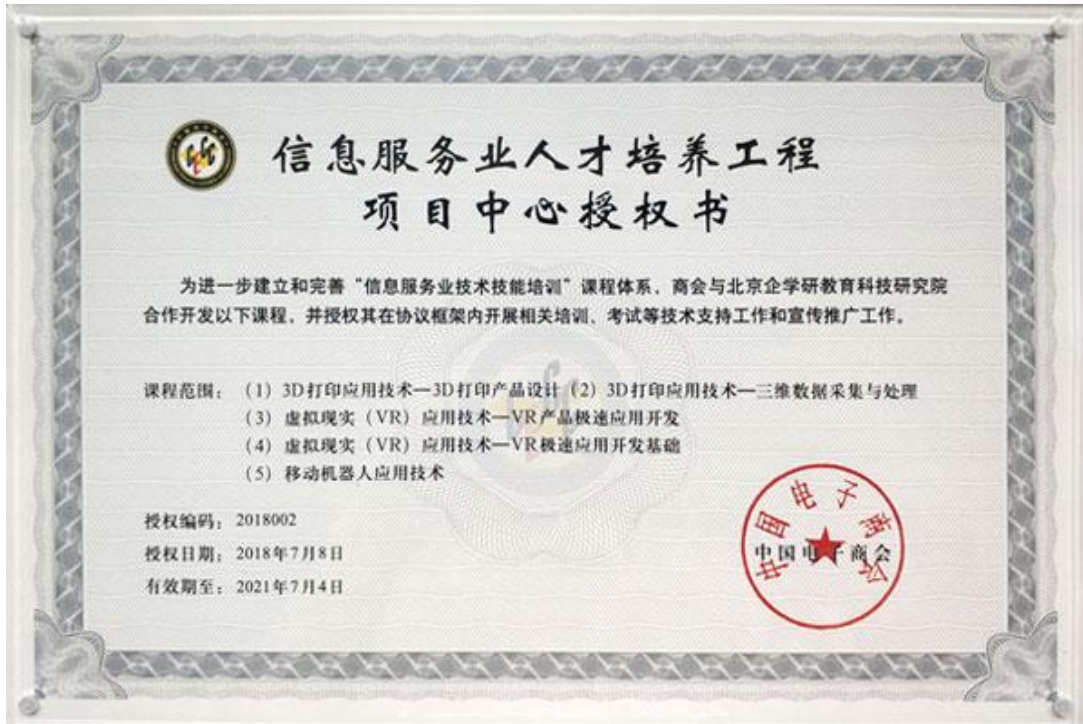 信息服务业人才培养工程
项目中心授权书
为进一步建立和完善“信息服务业技术技能培训”课程体系、商会与北京企学研教育科技研究院
合作开发以下课程、并授权其在协议框架内开展相关培训、考试等技术支持工作和宣传推广工作。
课程范围：（1）3D打印应用技术—3D打印产品设计（2）3D打印应用技术—三维数据采集与处理
（3）虚拟现实（VR）应用技术—VR产品极速应用开发
（4）虚拟现实（VR）应用技术—VR极速应用开发基础
（5）移动机器人应用技术
授权编码：2018002
授权日期：2018年7月8日
有效期至：2021年7月4日
中国电子商会
中国电子商会